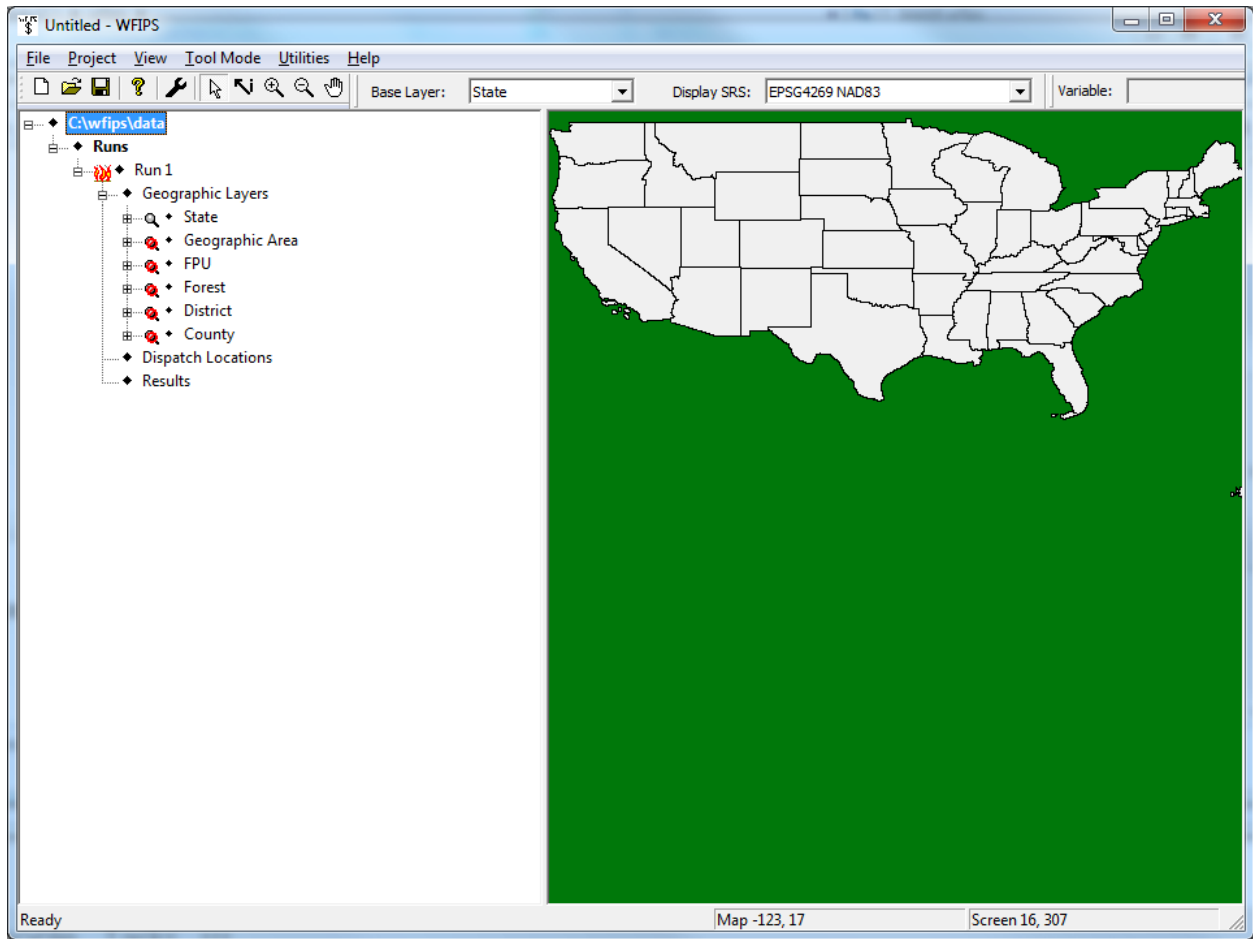 Untitled - WFIPS
File Project View Tool Mode Utilities Help
Base Layer: State Display SRS: EPSG4269 NAD83 Variable:
C:\wfips\data
Runs
Run 1
Geographic Layers
State
Geographic Area
FPU
Forest
District
County
Dispatch Locations
Results
Ready Map -123, 17 Screen 16, 307